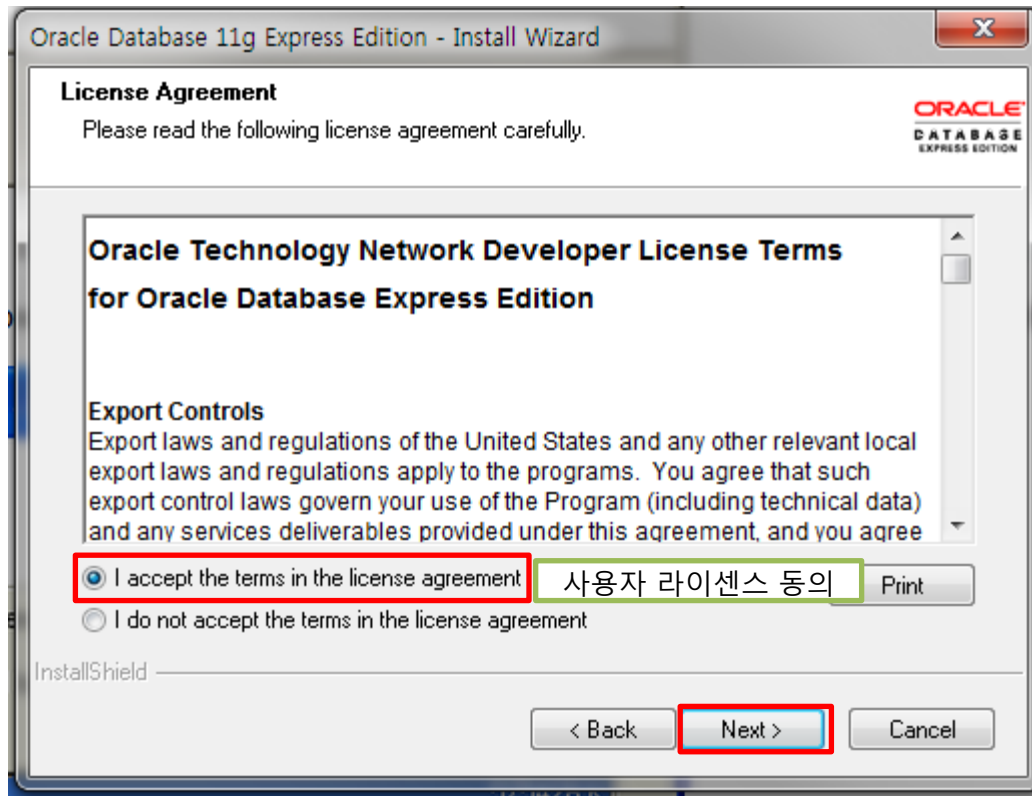 Oracle Database 11g Express Edition - Install Wizard
x
License Agreement
Please read the following license agreement carefully.
ORACLE
DATABASE
EXPRESS EDITION
Oracle Technology Network Developer License Terms
for Oracle Database Express Edition
Export Controls
Export laws and regulations of the United States and any other relevant local
export laws and regulations apply to the programs. You agree that such
export control laws govern your use of the Program (including technical data)
and any services deliverables provided under this agreement, and you agree
I accept the terms in the license agreement
사용자 라이센스 동의
Print
I do not accept the terms in the license agreement
InstallShield
< Back
Next >
Cancel